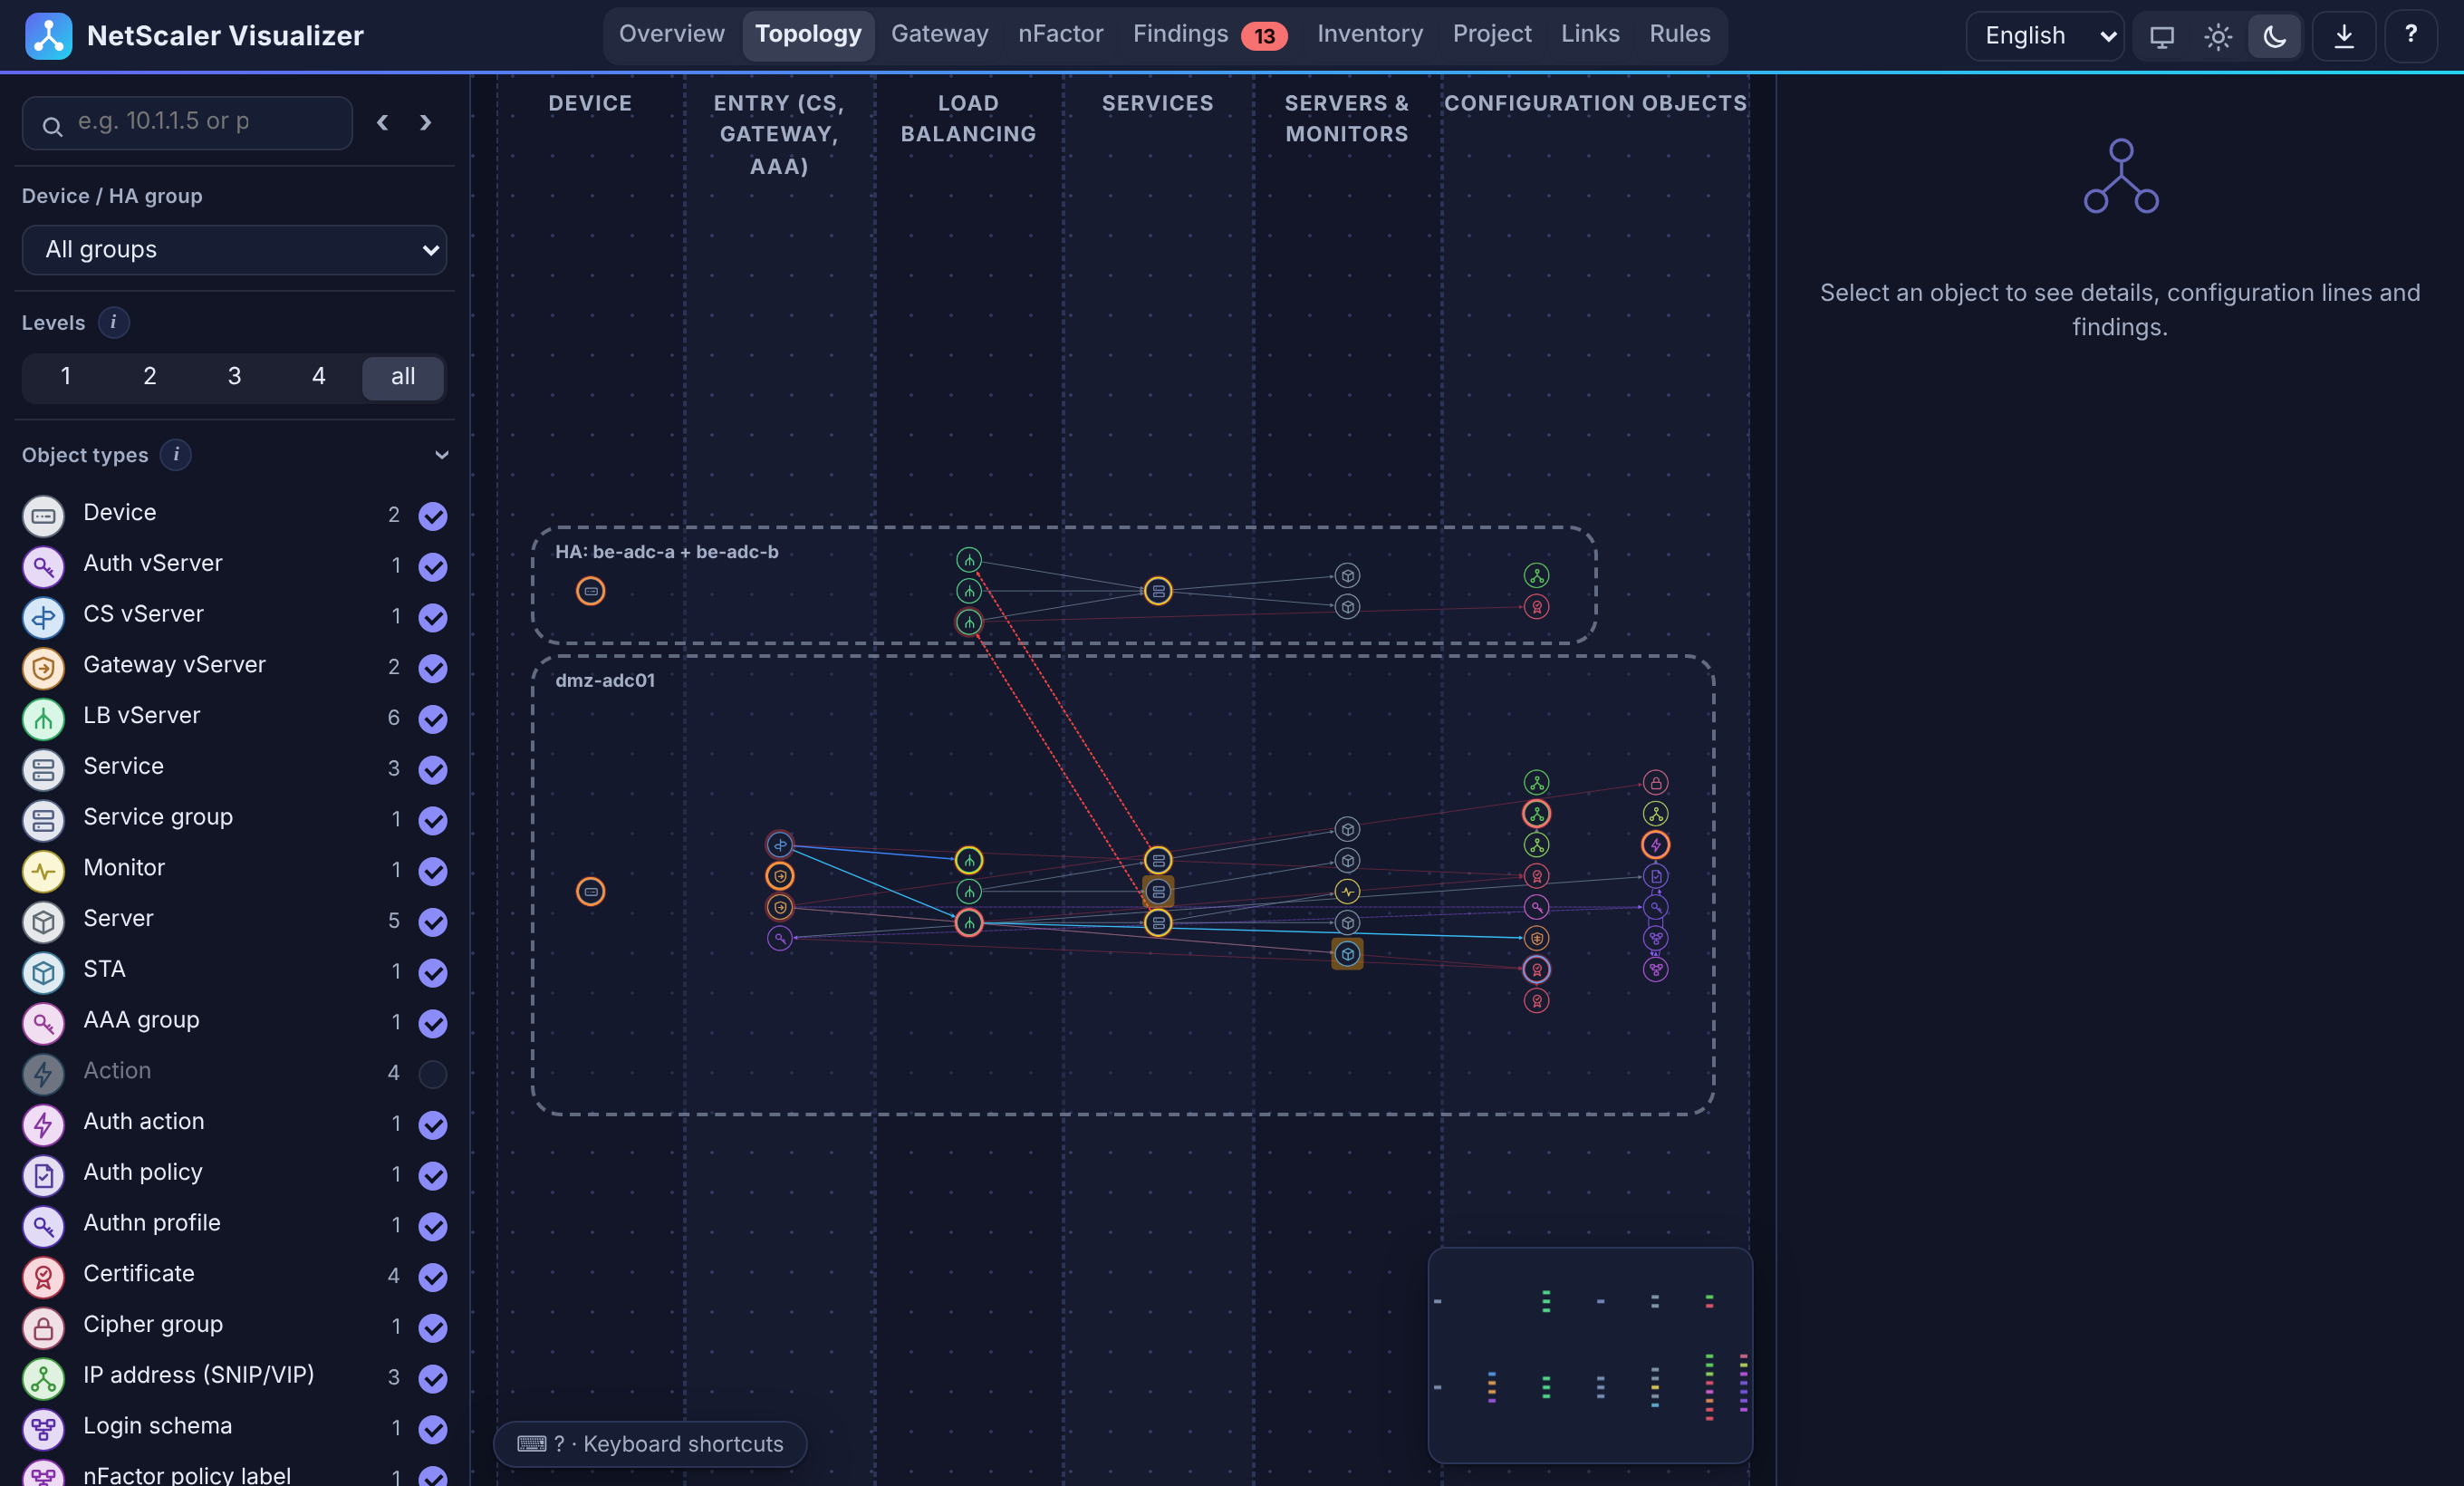 NetScaler Visualizer
Overview
Topology
Gateway
nFactor
Findings 13
Inventory
Project
Links
Rules
English
?
e.g. 10.1.1.5 or p
Device / HA group
All groups
Levels i
1 2 3 4 all
Object types i
Device 2
Auth vServer 1
CS vServer 1
Gateway vServer 2
LB vServer 6
Service 3
Service group 1
Monitor 1
Server 5
STA 1
AAA group 1
Action 4
Auth action 1
Auth policy 1
Authn profile 1
Certificate 4
Cipher group 1
IP address (SNIP/VIP) 3
Login schema 1
nFactor policy label 1
DEVICE
ENTRY (CS,
GATEWAY,
AAA)
LOAD
BALANCING
SERVICES
SERVERS &
MONITORS
CONFIGURATION OBJECTS
HA: be-adc-a + be-adc-b
dmz-adc01
? · Keyboard shortcuts
Select an object to see details, configuration lines and
findings.